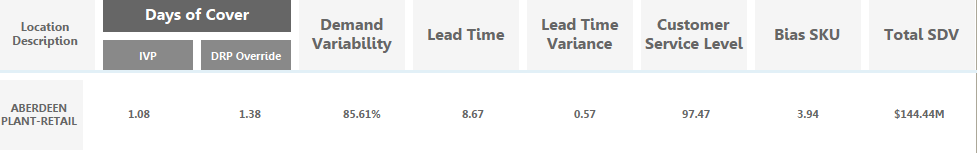 Location
Description
Days of Cover
IVP
DRP Override
Demand
Variability
Lead Time
Lead Time
Variance
Customer
Service Level
Bias SKU
Total SDV
ABERDEEN
PLANT-RETAIL
1.08
1.38
85.61%
8.67
0.57
97.47
3.94
$144.44M